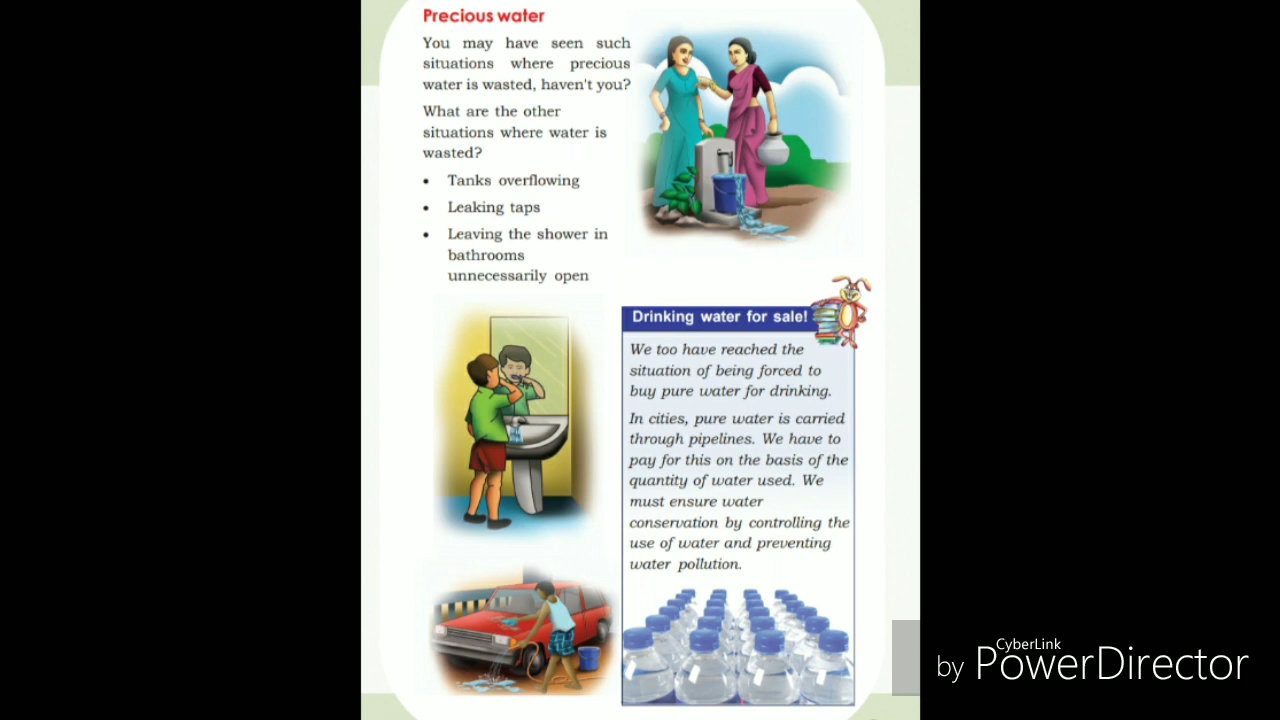 Precious water
You may have seen such
situations where precious
water is wasted, haven't you?
What are the other
situations where water is
wasted?
• Tanks overflowing
• Leaking taps
• Leaving the shower in
bathrooms
unnecessarily open
Drinking water for sale!
We too have reached the
situation of being forced to
buy pure water for drinking.
In cities, pure water is carried
through pipelines. We have to
pay for this on the basis of the
quantity of water used. We
must ensure water
conservation by controlling the
use of water and preventing
water pollution.
CyberLink
by PowerDirector